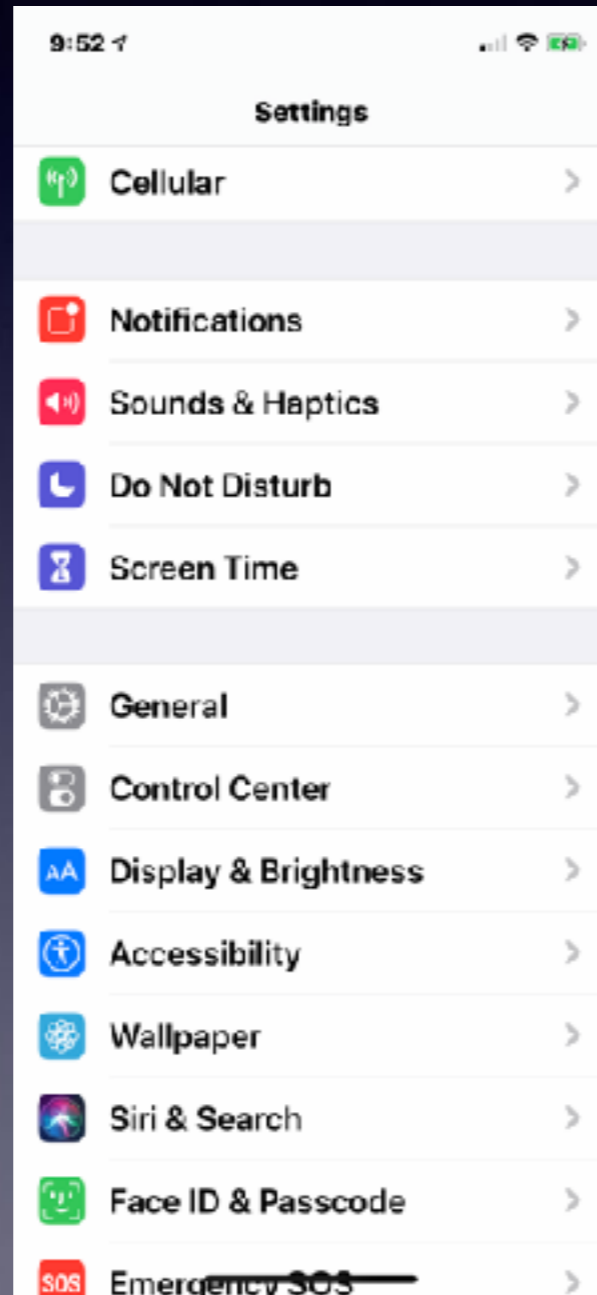 9:52
Settings
Cellular
Notifications
Sounds & Haptics
Do Not Disturb
Screen Time
General
Control Center
AA Display & Brightness
Accessibility
Wallpaper
Siri & Search
Face ID & Passcode
SOS Emergency SOS